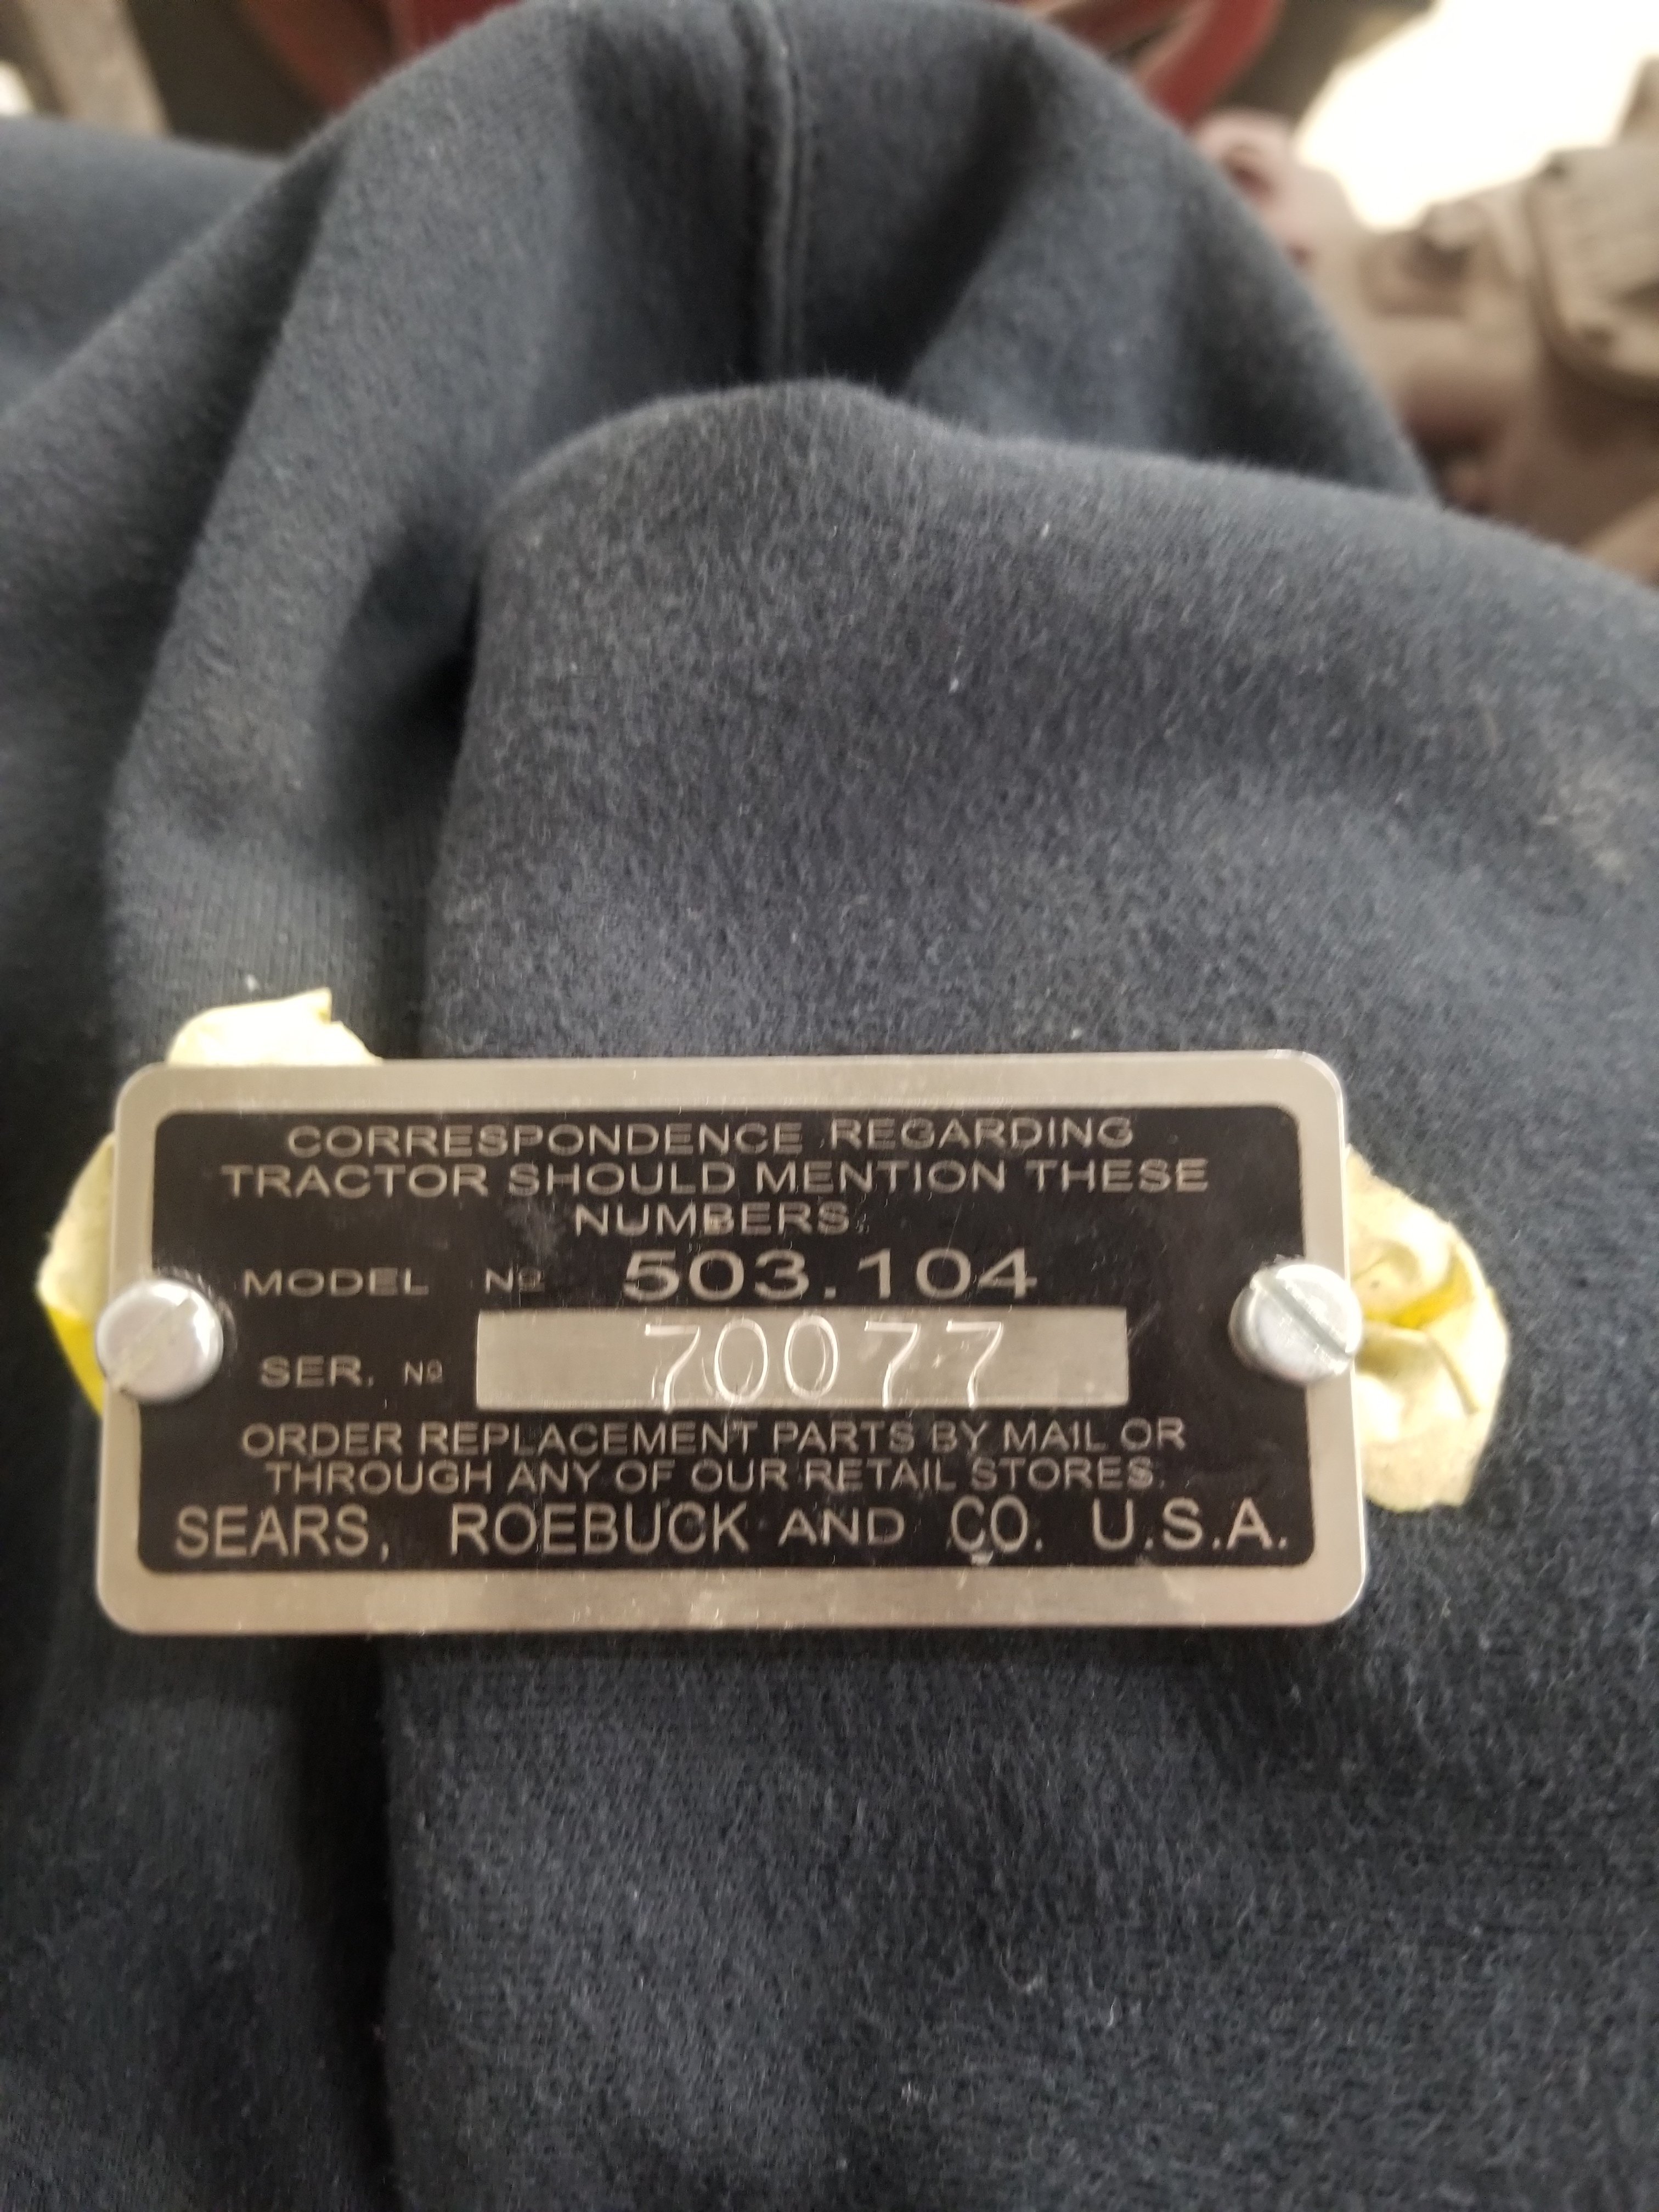 CORRESPONDENCE REGARDING
TRACTOR SHOULD MENTION THESE
NUMBERS.
MODEL Nº 503.104
SER. Nº 70077
ORDER REPLACEMENT PARTS BY MAIL OR
THROUGH ANY OF OUR RETAIL STORES.
SEARS, ROEBUCK AND CO. U.S.A.